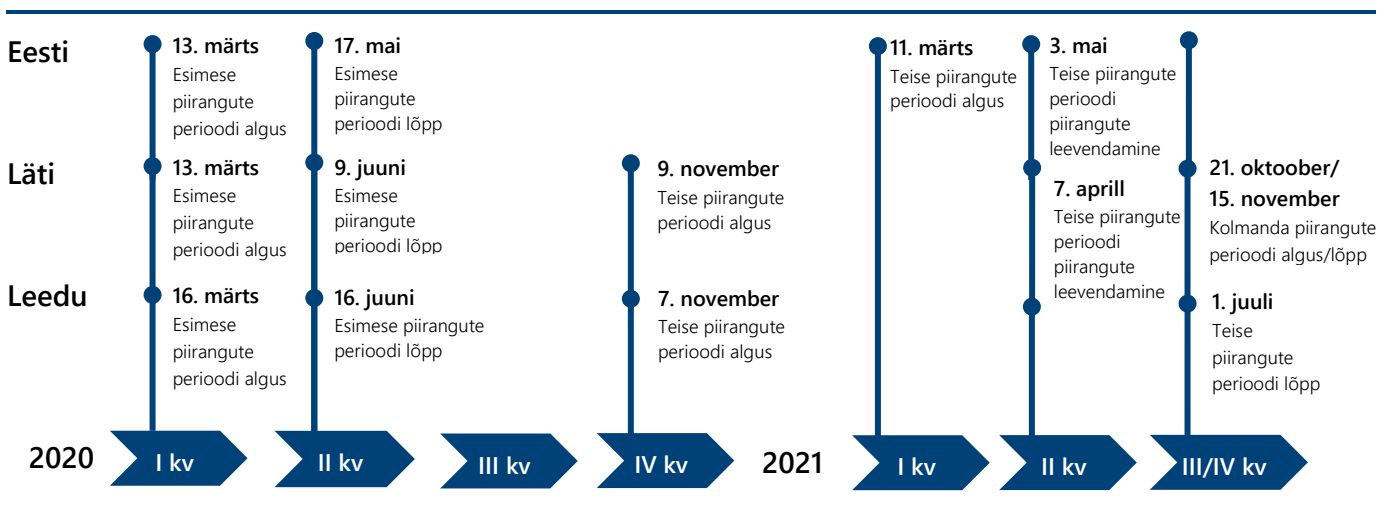 Eesti
13. märts
Esimese
piirangute
perioodi algus
17. mai
Esimese
piirangute
perioodi lõpp
11. märts
Teise piirangute
perioodi algus
3. mai
Teise piirangute
perioodi
piirangute
leevendamine
Läti
13. märts
Esimese
piirangute
perioodi algus
9. juuni
Esimese
piirangute
perioodi lõpp
9. november
Teise piirangute
perioodi algus
7. aprill
Teise piirangute
perioodi
piirangute
leevendamine
21. oktoober/
15. november
Kolmanda piirangute
perioodi algus/lõpp
Leedu
16. märts
Esimese
piirangute
perioodi algus
16. juuni
Esimese piirangute
perioodi lõpp
7. november
Teise piirangute
perioodi algus
1. juuli
Teise
piirangute
perioodi lõpp
2020
I kv
II kv
III kv
IV kv
2021
I kv
II kv
III/IV kv